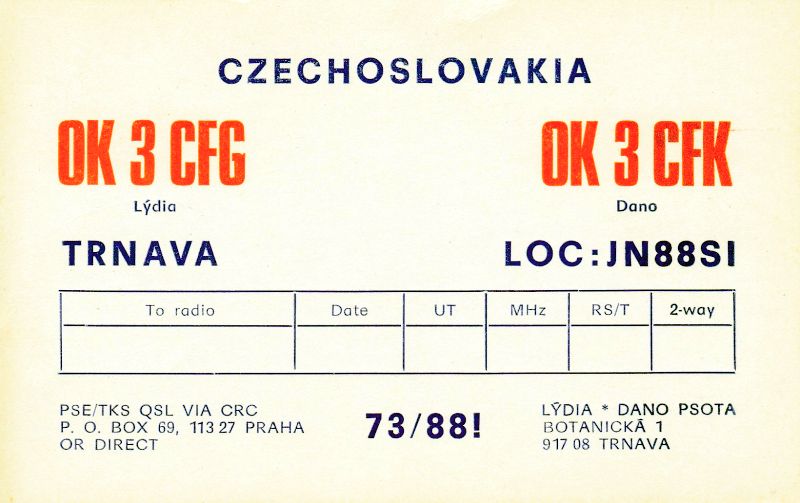 CZECHOSLOVAKIA
OK 3 CFG
Lýdia
OK 3 CFK
Dano
TRNAVA
LOC:JN88SI
To radio Date UT MHz RS/T 2-way
PSE/TKS QSL VIA CRC
P. O. BOX 69, 113 27 PRAHA
OR DIRECT
73/88!
LÝDIA * DANO PSOTA
BOTANICKÁ 1
917 08 TRNAVA